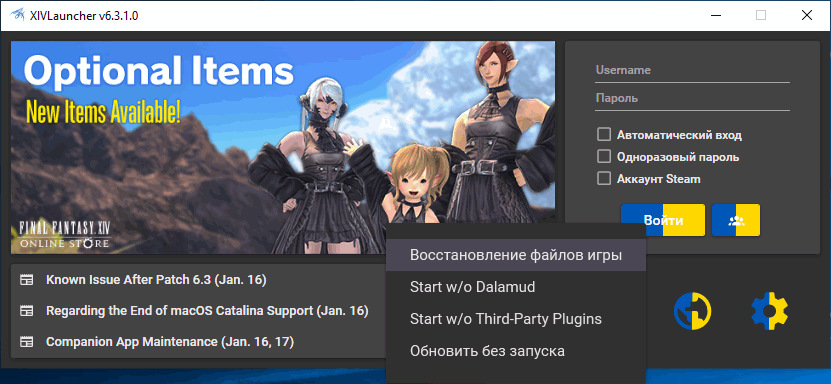 XIVLauncher v6.3.1.0
Optional Items
New Items Available!
FINAL FANTASY XIV
ONLINE STORE
Username
Пароль
Автоматический вход
Одноразовый пароль
Аккаунт Steam
Войти
Known Issue After Patch 6.3 (Jan. 16)
Regarding the End of macOS Catalina Support (Jan. 16)
Companion App Maintenance (Jan. 16, 17)
Восстановление файлов игры
Start w/o Dalamud
Start w/o Third-Party Plugins
Обновить без запуска